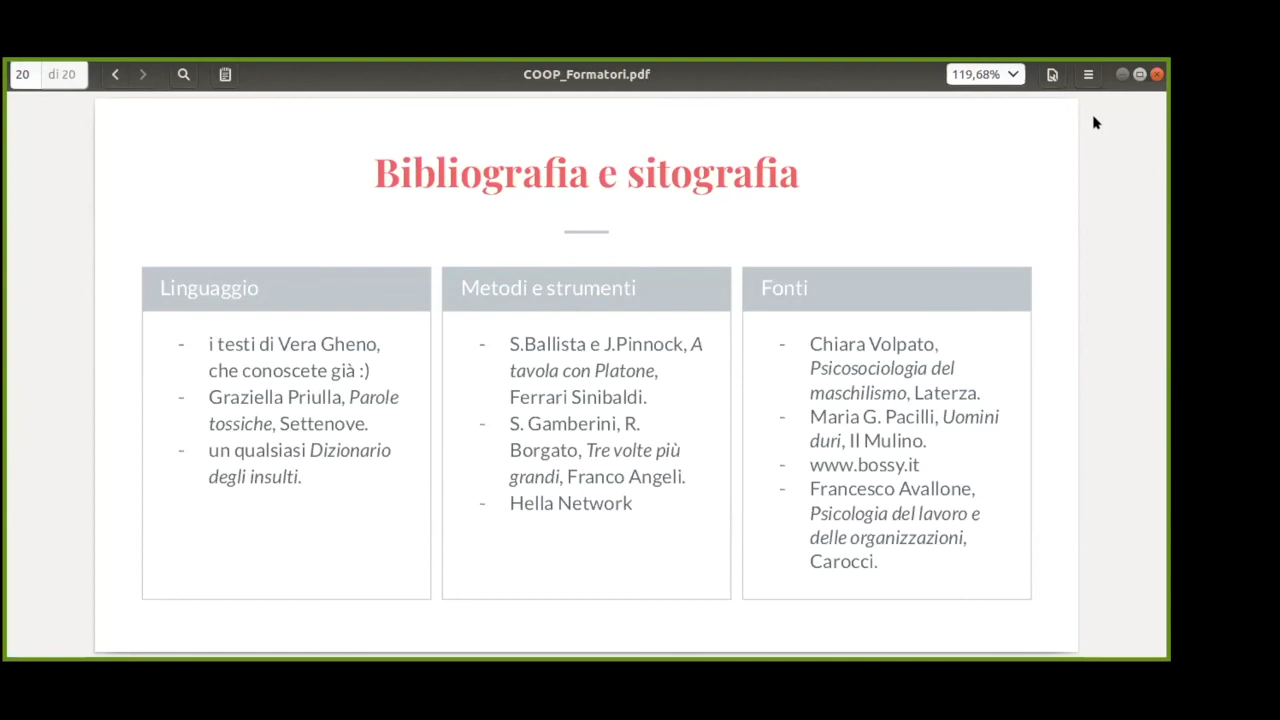 20 di 20
COOP_Formatori.pdf
119,68%
Bibliografia e sitografia
Linguaggio
- i testi di Vera Gheno,
che conoscete già :)
- Graziella Priulla, Parole
tossiche, Settenove.
- un qualsiasi Dizionario
degli insulti.
Metodi e strumenti
- S.Ballista e J.Pinnock, A
tavola con Platone,
Ferrari Sinibaldi.
- S. Gamberini, R.
Borgato, Tre volte più
grandi, Franco Angeli.
- Hella Network
Fonti
- Chiara Volpato,
Psicosociologia del
maschilismo, Laterza.
- Maria G. Pacilli, Uomini
duri, Il Mulino.
- www.bossy.it
- Francesco Avallone,
Psicologia del lavoro e
delle organizzazioni,
Carocci.